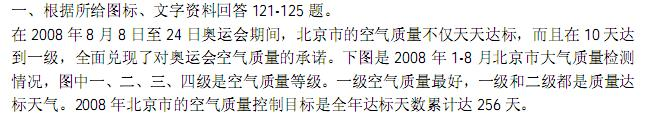 一、根据所给图标、文字资料回答 121-125 题。
在 2008 年 8 月 8 日至 24 日奥运会期间，北京市的空气质量不仅天天达标，而且在 10 天达
到一级，全面兑现了对奥运会空气质量的承诺。下图是 2008 年 1-8 月北京市大气质量检测
情况，图中一、二、三、四级是空气质量等级。一级空气质量最好，一级和二级都是质量达
标天气。2008 年北京市的空气质量控制目标是全年达标天数累计达 256 天。